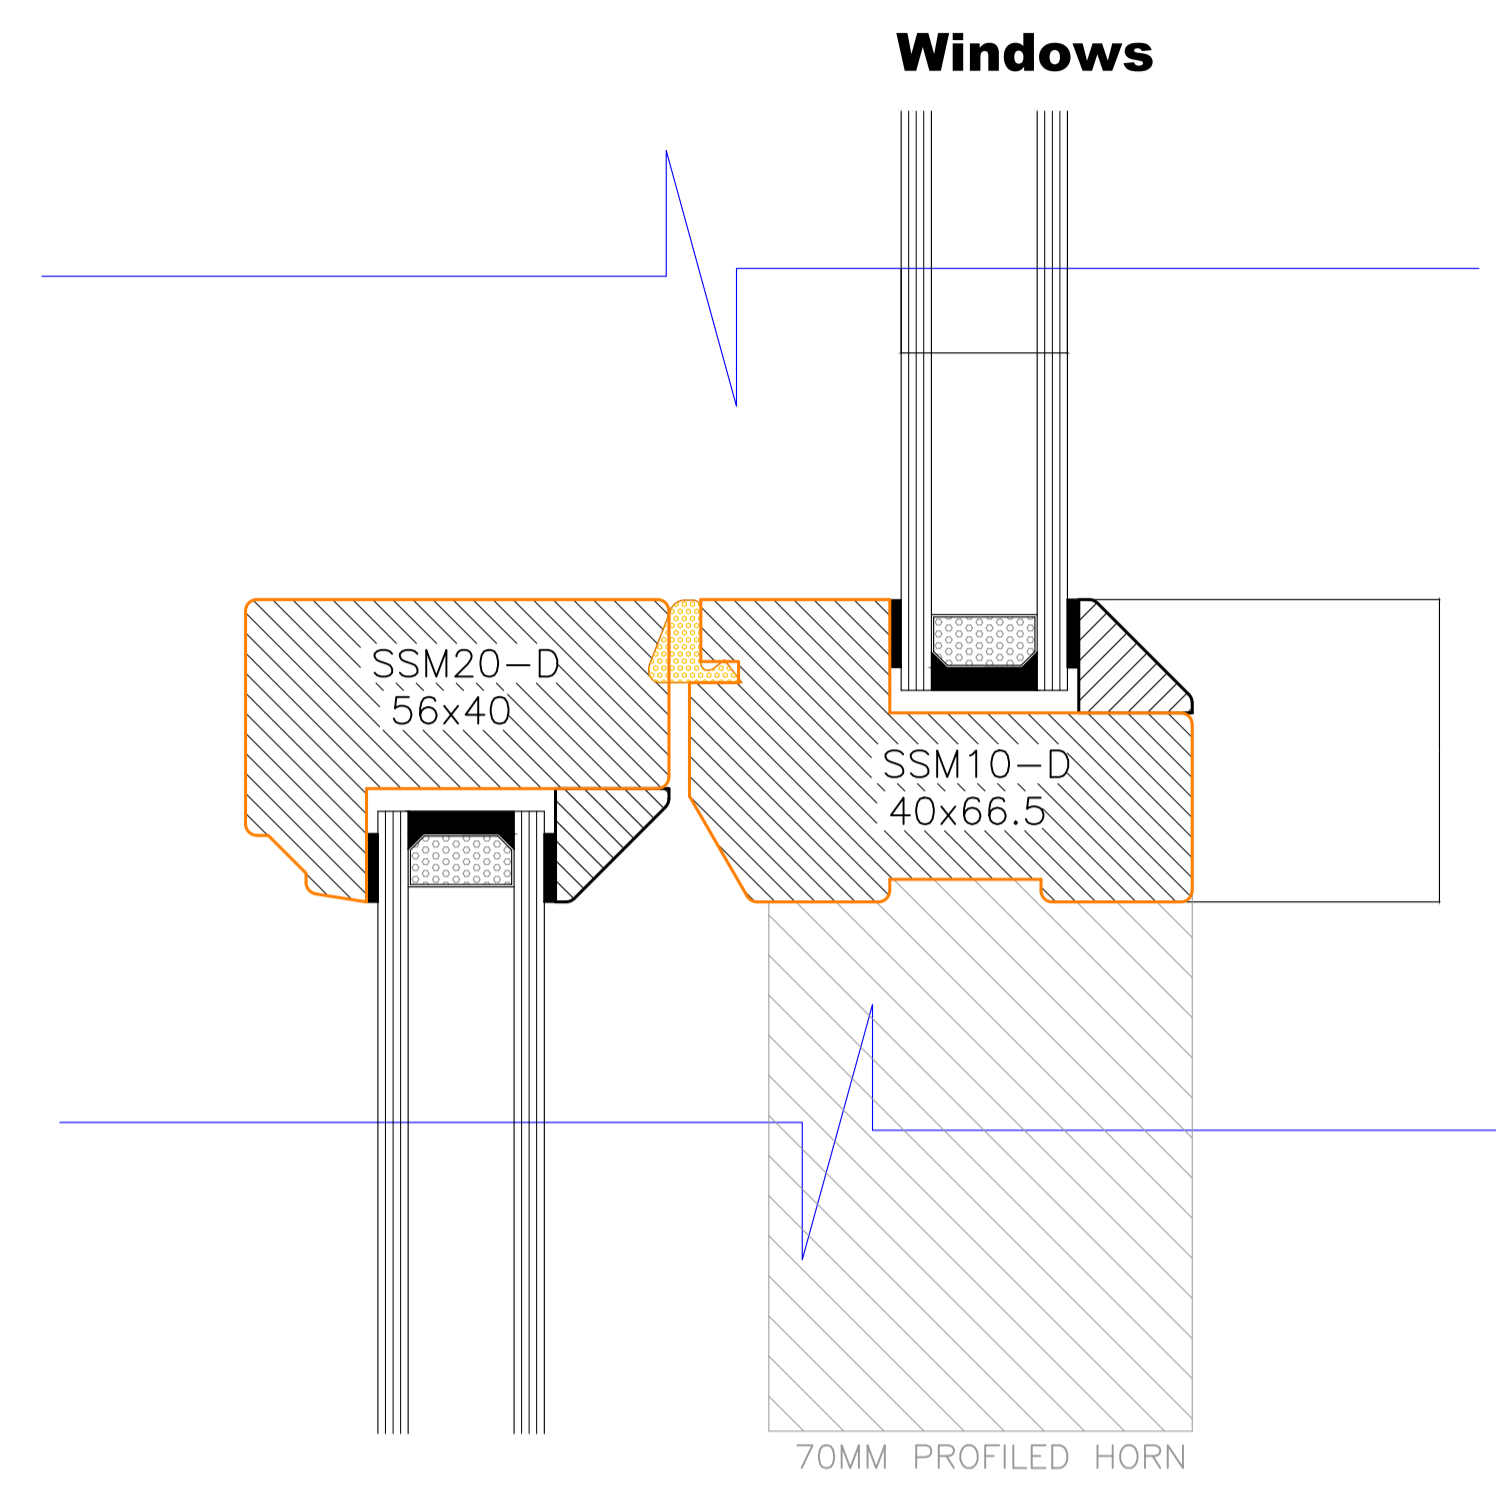 Windows
SSM20-D
56x40
SSM10-D
40x66.5
70MM PROFILED HORN